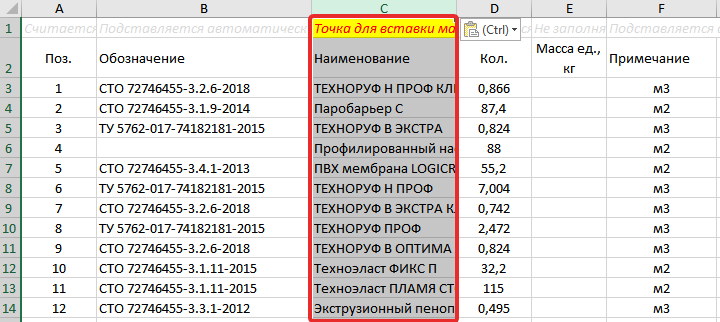 A B C D E F
1 Считается Подставляется автоматическ Точка для вставки ма (Ctrl) Не заполня Подставляется а
2 Поз. Обозначение Наименование Кол. Масса ед., кг Примечание
3 1 СТО 72746455-3.2.6-2018 ТЕХНОРУФ Н ПРОФ КЛИ 0,866 м3
4 2 СТО 72746455-3.1.9-2014 Паробарьер С 87,4 м2
5 3 ТУ 5762-017-74182181-2015 ТЕХНОРУФ В ЭКСТРА 0,824 м3
6 4 Профилированный нас 88 м2
7 5 СТО 72746455-3.4.1-2013 ПВХ мембрана LOGICR 55,2 м2
8 6 ТУ 5762-017-74182181-2015 ТЕХНОРУФ Н ПРОФ 7,004 м3
9 7 СТО 72746455-3.2.6-2018 ТЕХНОРУФ В ЭКСТРА К 0,742 м3
10 8 ТУ 5762-017-74182181-2015 ТЕХНОРУФ ПРОФ 2,472 м3
11 9 СТО 72746455-3.2.6-2018 ТЕХНОРУФ В ОПТИМА 0,824 м3
12 10 СТО 72746455-3.1.11-2015 Техноэласт ФИКС П 32,2 м2
13 11 СТО 72746455-3.1.11-2015 Техноэласт ПЛАМЯ СТ 115 м2
14 12 СТО 72746455-3.3.1-2012 Экструзионный пеноп 0,495 м3